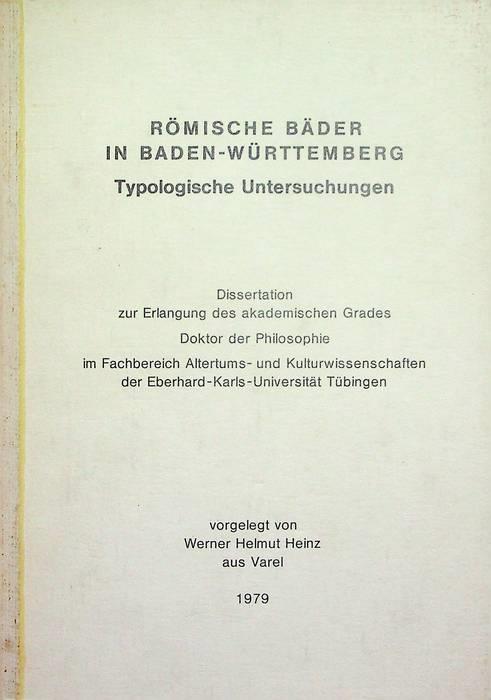 RÖMISCHE BÄDER
IN BADEN-WÜRTTEMBERG
Typologische Untersuchungen
Dissertation
zur Erlangung des akademischen Grades
Doktor der Philosophie
im Fachbereich Altertums- und Kulturwissenschaften
der Eberhard-Karls-Universität Tübingen
vorgelegt von
Werner Helmut Heinz
aus Varel
1979